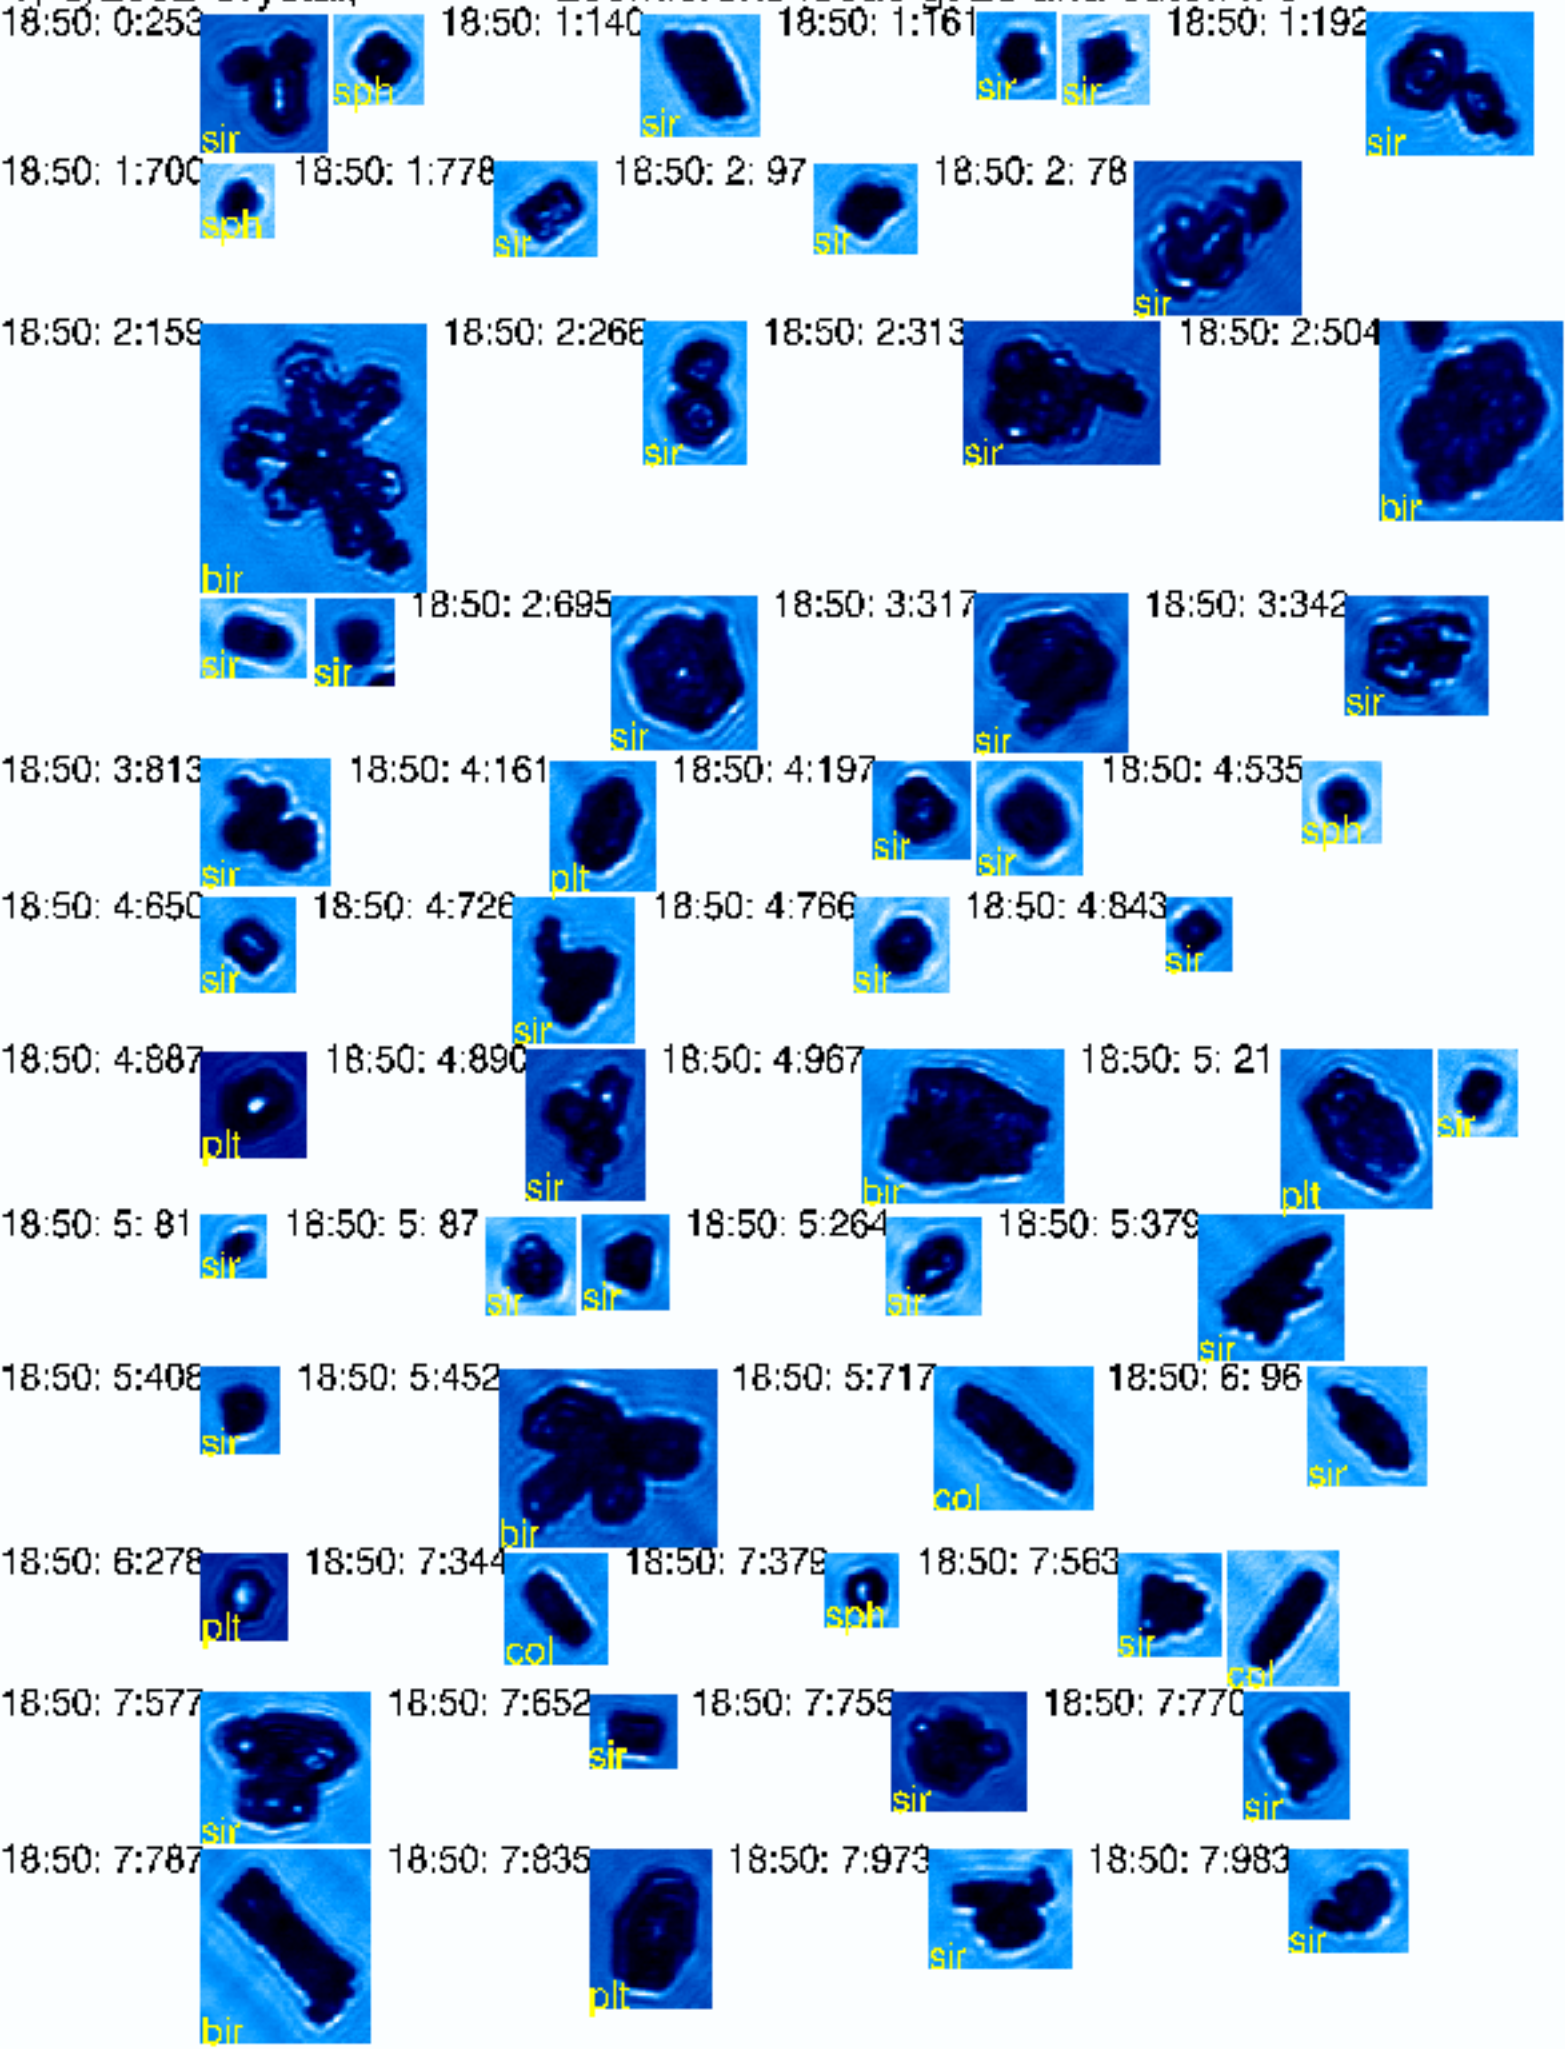 18:50: 0:253 18:50: 1:140 18:50: 1:161 18:50: 1:192
sir sph sir sir sir sir
18:50: 1:700 18:50: 1:778 18:50: 2: 97 18:50: 2: 78
sph sir sir sir
18:50: 2:159 18:50: 2:266 18:50: 2:313 18:50: 2:504
bir sir sir bir
18:50: 2:695 18:50: 3:317 18:50: 3:342
sir sir sir sir sir
18:50: 3:813 18:50: 4:161 18:50: 4:197 18:50: 4:535
sir plt sir sir sph
18:50: 4:650 18:50: 4:726 18:50: 4:766 18:50: 4:843
sir sir sir sir
18:50: 4:887 18:50: 4:890 18:50: 4:967 18:50: 5: 21
plt sir bir plt sir
18:50: 5: 81 18:50: 5: 87 18:50: 5:264 18:50: 5:379
sir sir sir sir sir
18:50: 5:408 18:50: 5:452 18:50: 5:717 18:50: 6: 96
sir bir col sir
18:50: 6:278 18:50: 7:344 18:50: 7:379 18:50: 7:563
plt col sph sir col
18:50: 7:577 18:50: 7:652 18:50: 7:755 18:50: 7:770
sir sir sir sir
18:50: 7:787 18:50: 7:835 18:50: 7:973 18:50: 7:983
bir plt sir sir